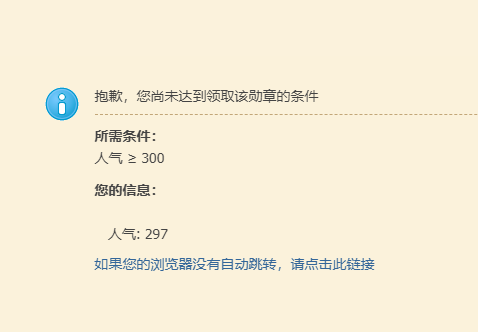 抱歉，您尚未达到领取该勋章的条件
所需条件：
人气 ≥ 300
您的信息：
人气: 297
如果您的浏览器没有自动跳转，请点击此链接